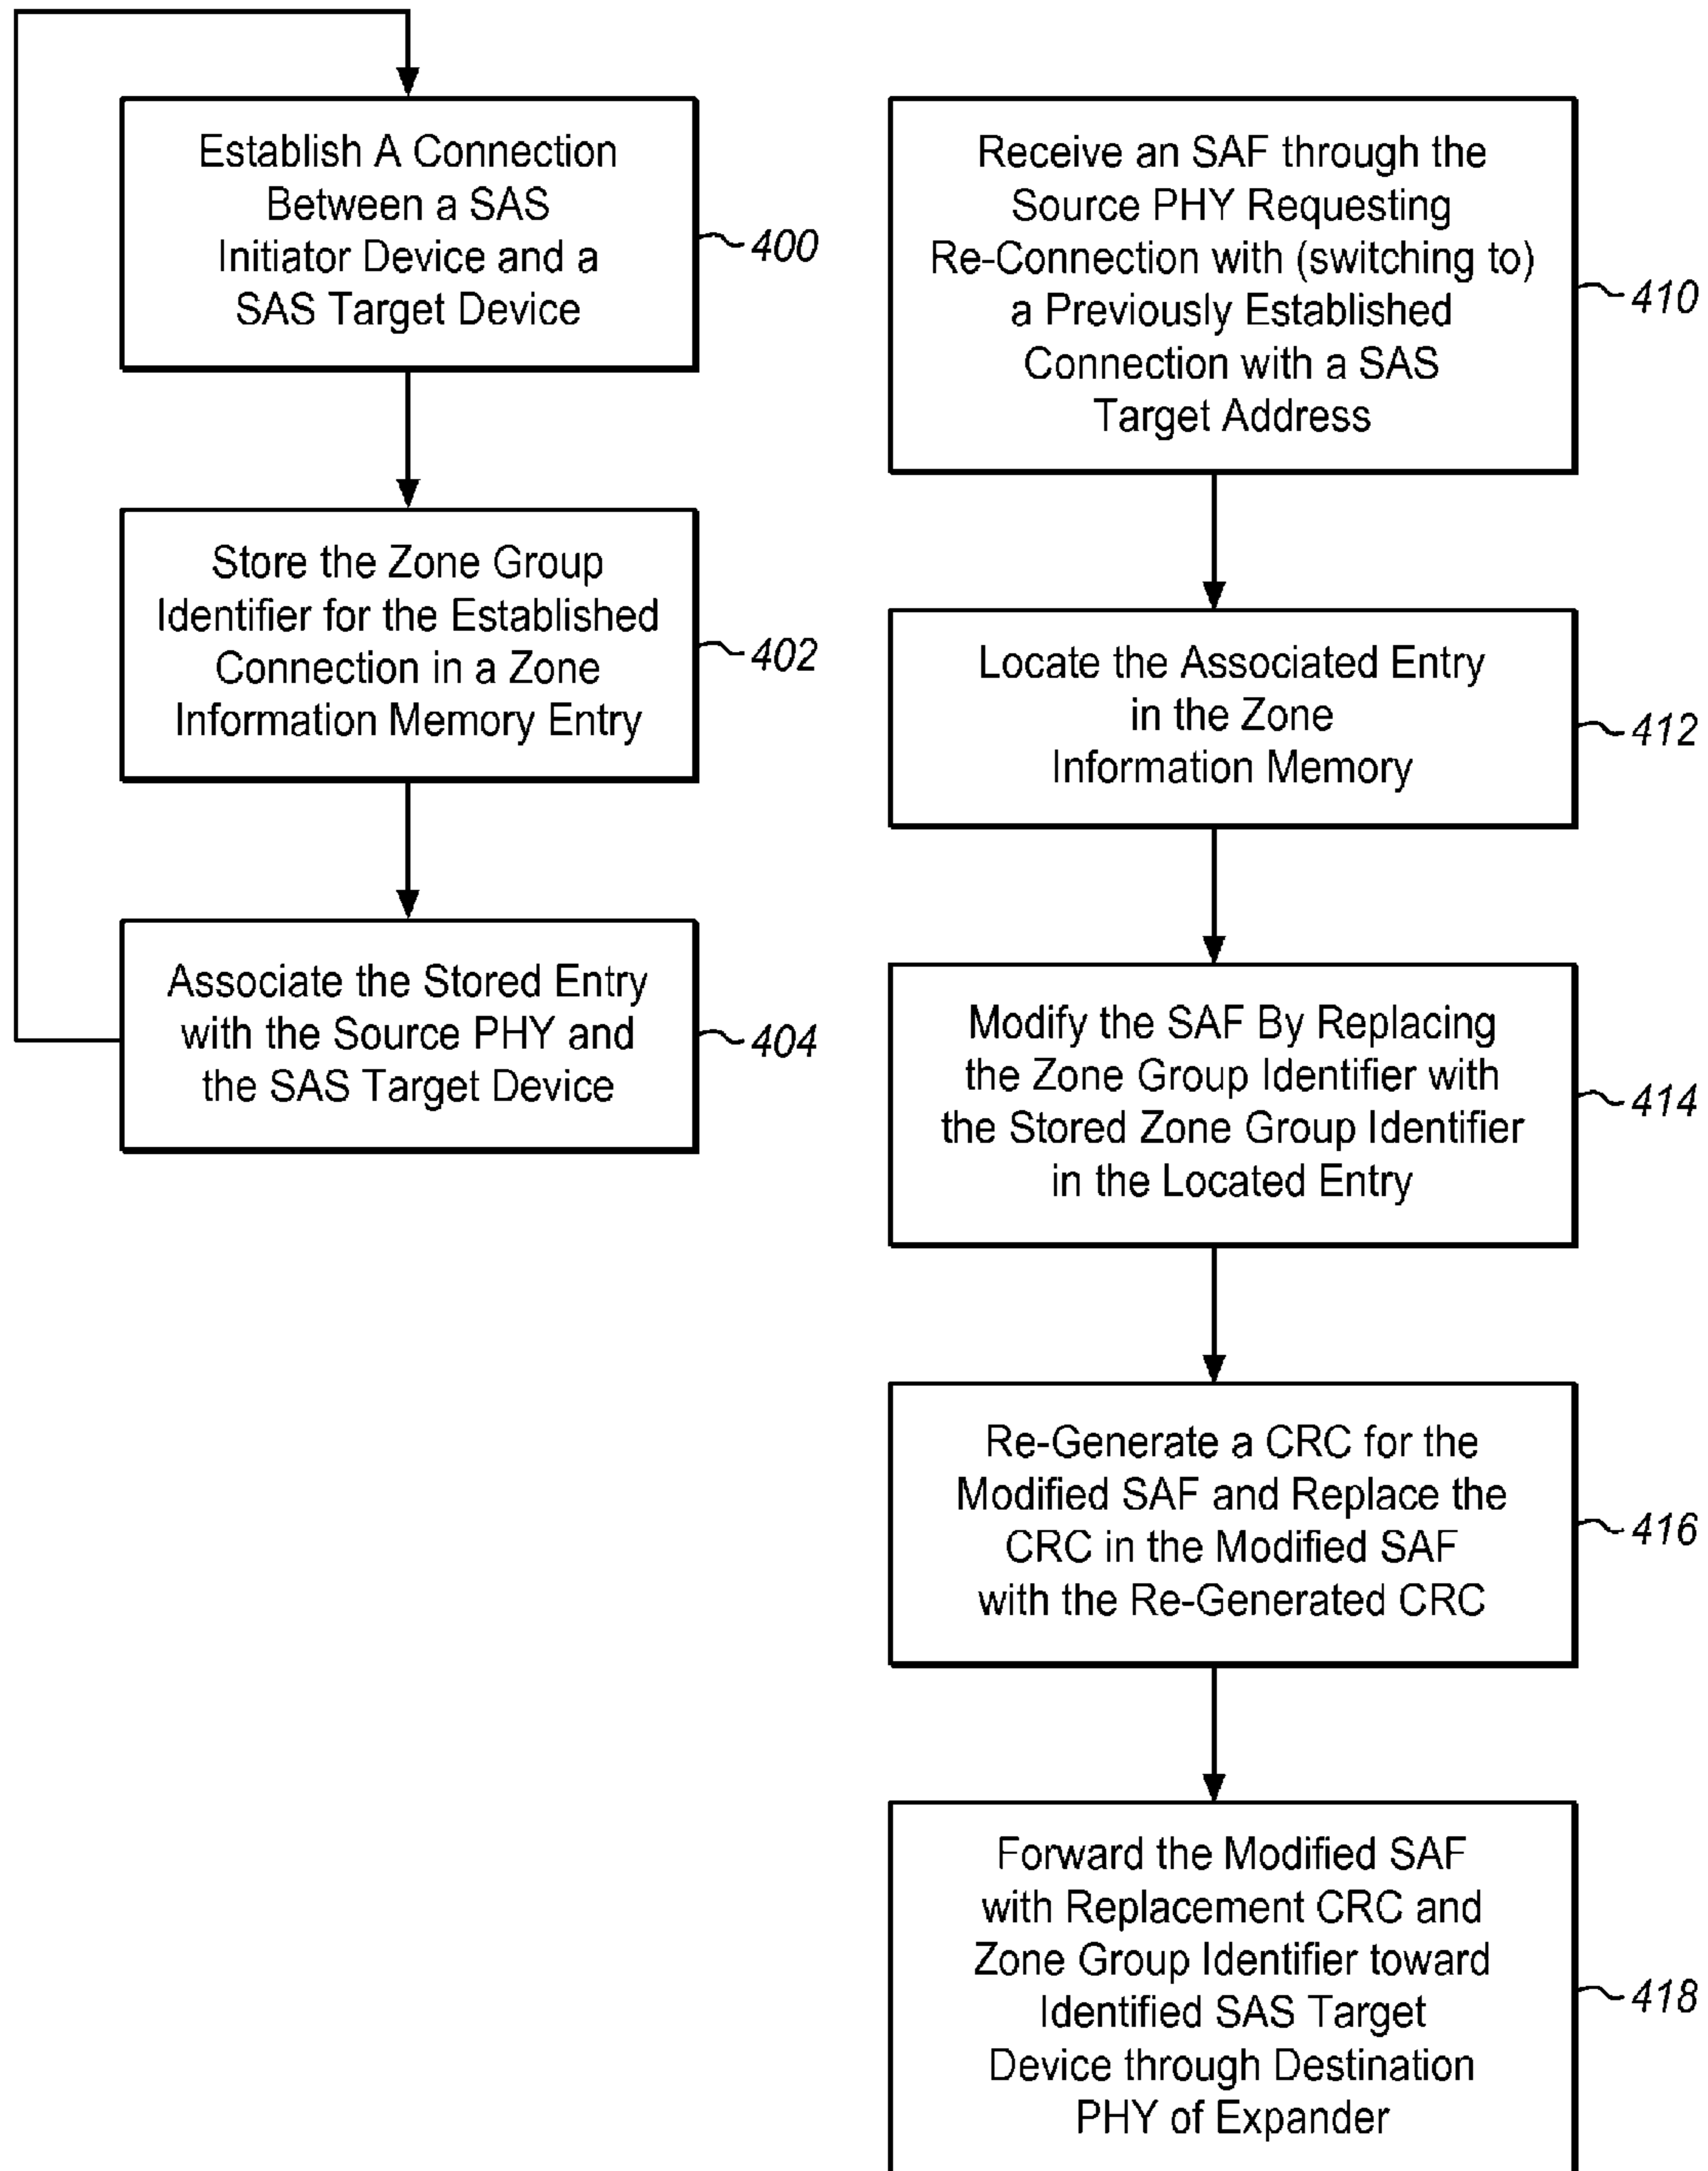 Establish A Connection
Between a SAS
Initiator Device and a
SAS Target Device
400
Store the Zone Group
Identifier for the Established
Connection in a Zone
Information Memory Entry
402
Associate the Stored Entry
with the Source PHY and
the SAS Target Device
404
Receive an SAF through the
Source PHY Requesting
Re-Connection with (switching to)
a Previously Established
Connection with a SAS
Target Address
410
Locate the Associated Entry
in the Zone
Information Memory
412
Modify the SAF By Replacing
the Zone Group Identifier with
the Stored Zone Group Identifier
in the Located Entry
414
Re-Generate a CRC for the
Modified SAF and Replace the
CRC in the Modified SAF
with the Re-Generated CRC
416
Forward the Modified SAF
with Replacement CRC and
Zone Group Identifier toward
Identified SAS Target
Device through Destination
PHY of Expander
418